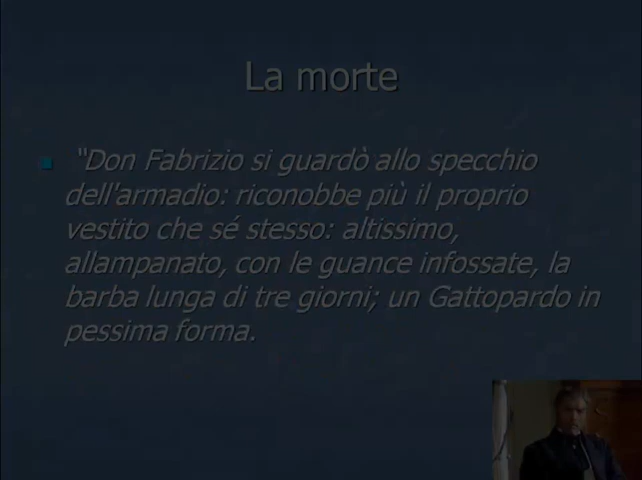 La morte
"Don Fabrizio si guardò allo specchio
dell'armadio: riconobbe più il proprio
vestito che sé stesso: altissimo,
allampanato, con le guance infossate, la
barba lunga di tre giorni; un Gattopardo in
pessima forma.